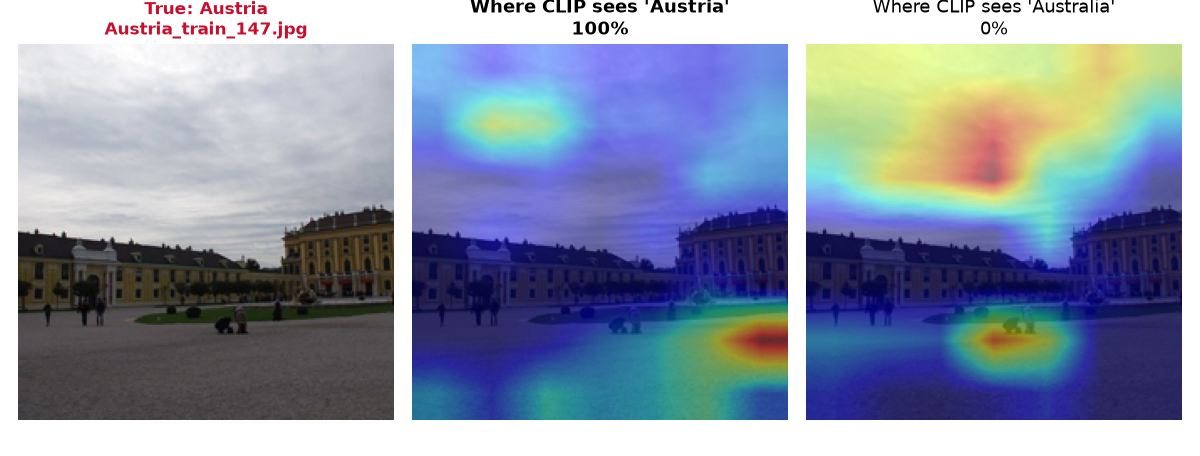 True: Austria
Austria_train_147.jpg
Where CLIP sees 'Austria'
100%
Where CLIP sees 'Australia'
0%